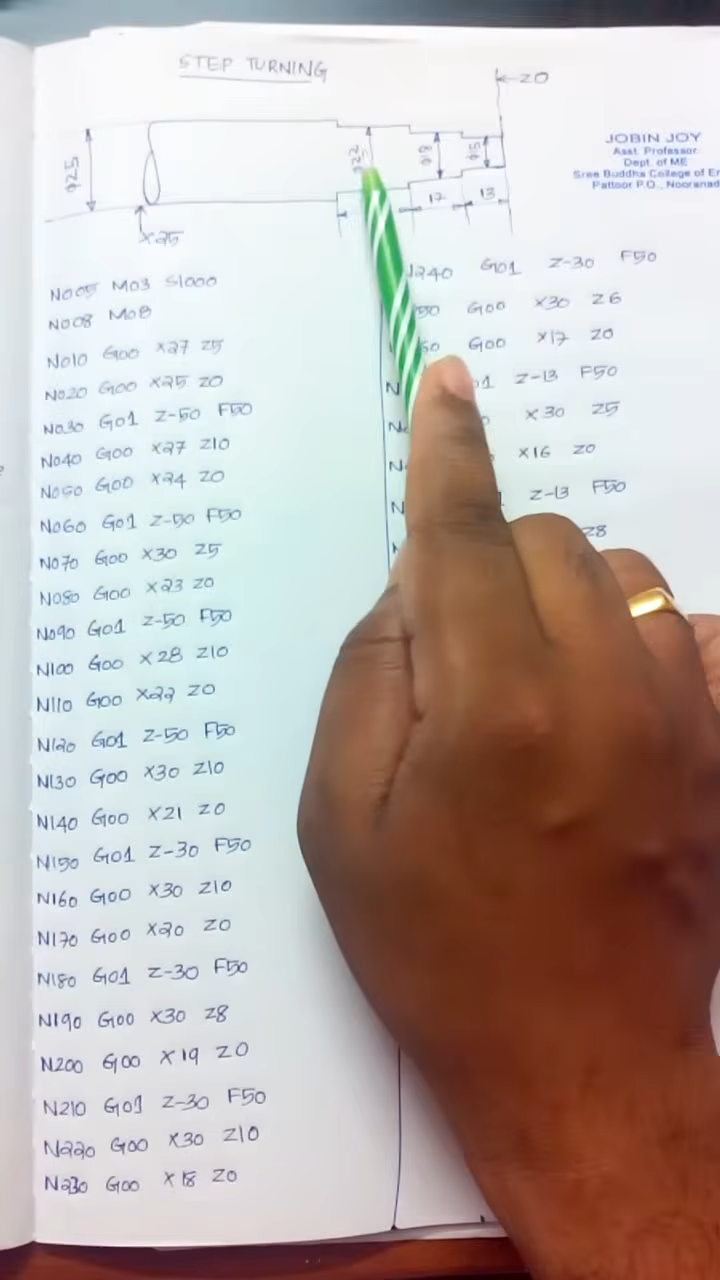 STEP TURNING
Z0
JOBIN JOY
Asst. Professor
Dept. of ME
Sree Buddha College of
Pattoor P.O., Nooranad
Ø25
Ø22
Ø18
Ø15
17
13
X25
N005 M03 S1000
N008 M08
N010 G00 X27 Z5
N020 G00 X25 Z0
N030 G01 Z-50 F50
N040 G00 X27 Z10
N050 G00 X24 Z0
N060 G01 Z-50 F50
N070 G00 X30 Z5
N080 G00 X23 Z0
N090 G01 Z-50 F50
N100 G00 X28 Z10
N110 G00 X22 Z0
N120 G01 Z-50 F50
N130 G00 X30 Z10
N140 G00 X21 Z0
N150 G01 Z-30 F50
N160 G00 X30 Z10
N170 G00 X20 Z0
N180 G01 Z-30 F50
N190 G00 X30 Z8
N200 G00 X19 Z0
N210 G01 Z-30 F50
N220 G00 X30 Z10
N230 G00 X18 Z0
N240 G01 Z-30 F50
G00 X30 Z6
G00 X17 Z0
Z-13 F50
X30 Z5
X16 Z0
Z-13 F50
Z8